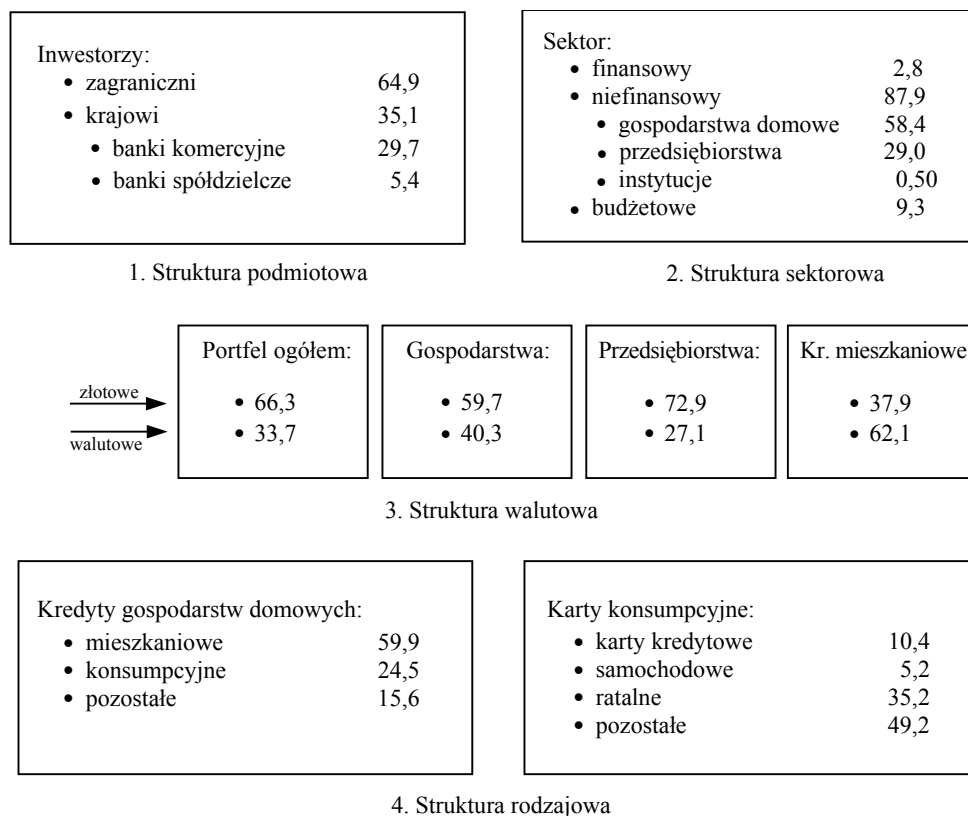 Inwestorzy:
• zagraniczni 64,9
• krajowi 35,1
• banki komercyjne 29,7
• banki spółdzielcze 5,4
1. Struktura podmiotowa
Sektor:
• finansowy 2,8
• niefinansowy 87,9
• gospodarstwa domowe 58,4
• przedsiębiorstwa 29,0
• instytucje 0,50
• budżetowe 9,3
2. Struktura sektorowa
złotowe
walutowe
Portfel ogółem:
• 66,3
• 33,7
Gospodarstwa:
• 59,7
• 40,3
Przedsiębiorstwa:
• 72,9
• 27,1
Kr. mieszkaniowe
• 37,9
• 62,1
3. Struktura walutowa
Kredyty gospodarstw domowych:
• mieszkaniowe 59,9
• konsumpcyjne 24,5
• pozostałe 15,6
Karty konsumpcyjne:
• karty kredytowe 10,4
• samochodowe 5,2
• ratalne 35,2
• pozostałe 49,2
4. Struktura rodzajowa